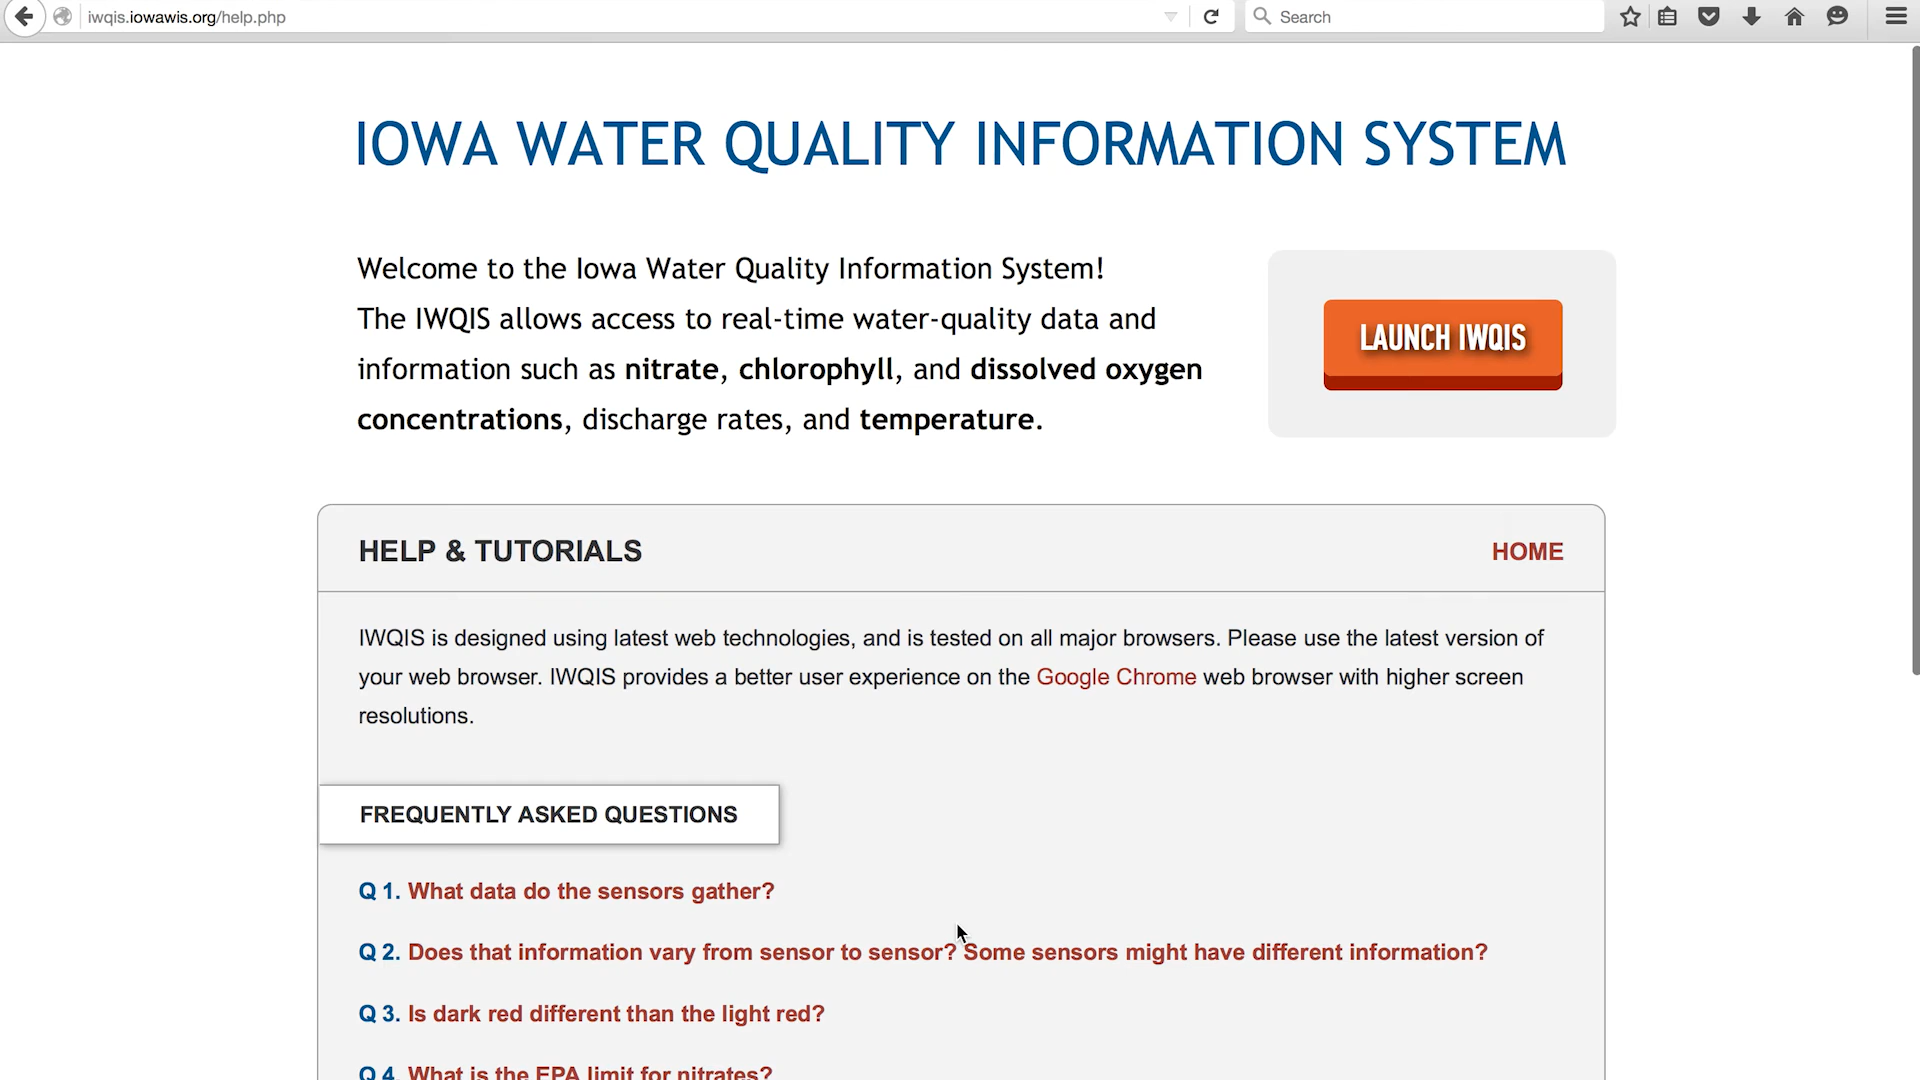 iwqis.iowawis.org/help.php
Search
IOWA WATER QUALITY INFORMATION SYSTEM
Welcome to the Iowa Water Quality Information System!
The IWQIS allows access to real-time water-quality data and
information such as nitrate, chlorophyll, and dissolved oxygen
concentrations, discharge rates, and temperature.
LAUNCH IWQIS
HELP & TUTORIALS
HOME
IWQIS is designed using latest web technologies, and is tested on all major browsers. Please use the latest version of
your web browser. IWQIS provides a better user experience on the Google Chrome web browser with higher screen
resolutions.
FREQUENTLY ASKED QUESTIONS
Q 1. What data do the sensors gather?
Q 2. Does that information vary from sensor to sensor? Some sensors might have different information?
Q 3. Is dark red different than the light red?
Q 4. What is the EPA limit for nitrates?